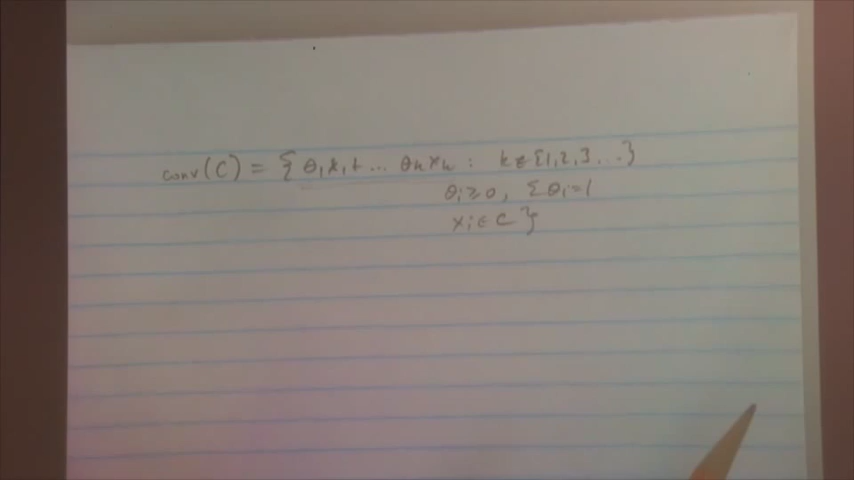 conv(C) = { θ₁x₁ + ... θₖxₖ : k ∈ {1,2,3,...}
θᵢ ≥ 0, Σθᵢ = 1
xᵢ ∈ C }